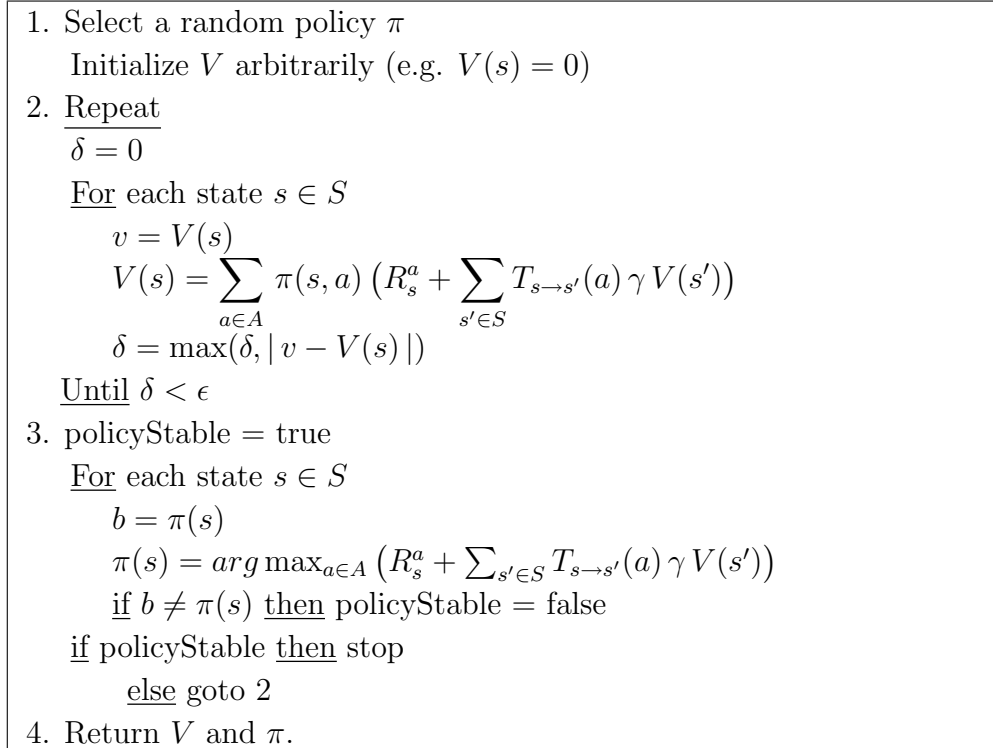 1. Select a random policy π
Initialize V arbitrarily (e.g. V(s) = 0)
2. Repeat
δ = 0
For each state s ∈ S
v = V(s)
V(s) = ∑_{a∈A} π(s, a) (R_s^a + ∑_{s'∈S} T_{s→s'}(a) γ V(s'))
δ = max(δ, | v − V(s) |)
Until δ < ϵ
3. policyStable = true
For each state s ∈ S
b = π(s)
π(s) = arg max_{a∈A} (R_s^a + ∑_{s'∈S} T_{s→s'}(a) γ V(s'))
if b ≠ π(s) then policyStable = false
if policyStable then stop
else goto 2
4. Return V and π.